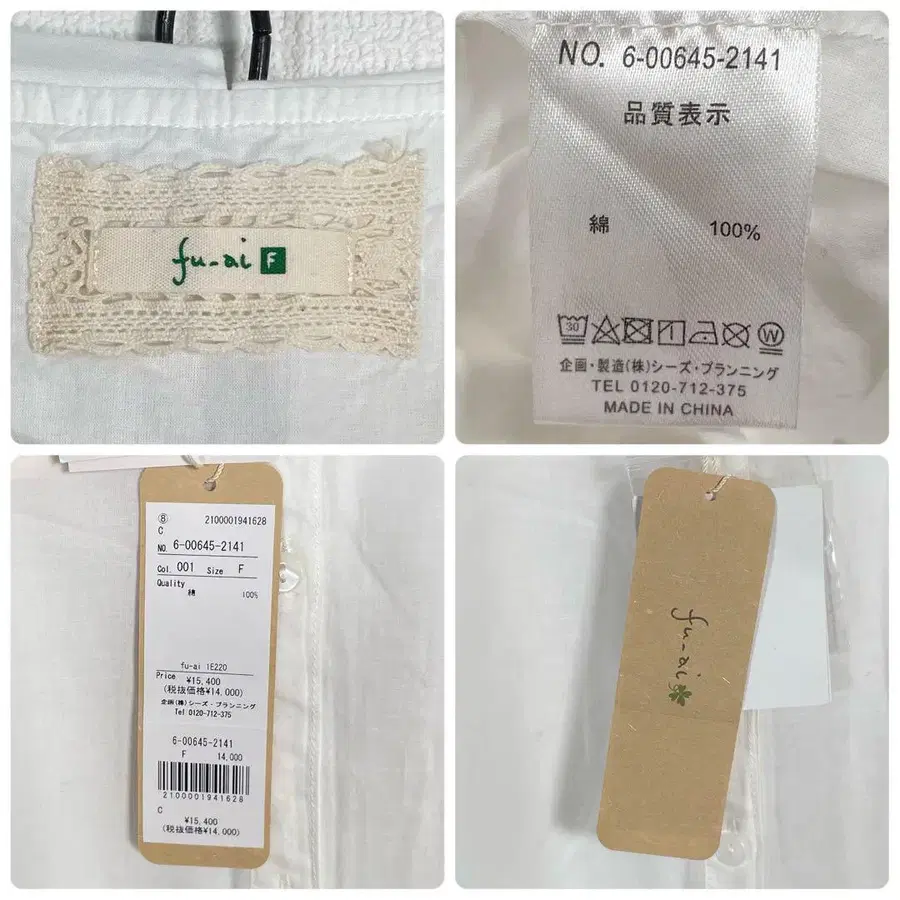 fu-ai F
NO. 6-00645-2141
品質表示
綿 100%
30
W
企画・製造(株)シーズ・プランニング
TEL 0120-712-375
MADE IN CHINA
⑧ 2100001941628
C
NO. 6-00645-2141
Col. 001 Size F
Quality
綿 100%
fu-ai 1E220
Price ¥15,400
(税抜価格¥14,000)
企画(株)シーズ・プランニング
Tel 0120-712-375
6-00645-2141
F 14,000
2100001941628
C
¥15,400
(税抜価格¥14,000)
fu-ai